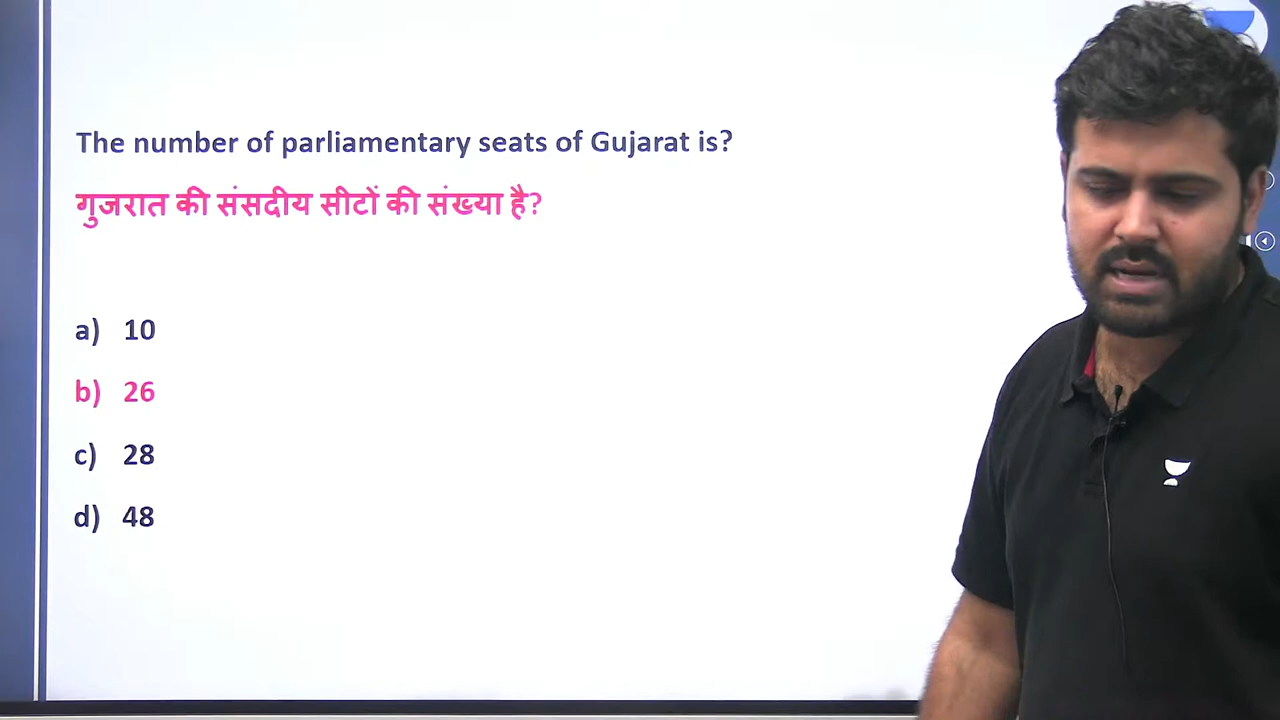 The number of parliamentary seats of Gujarat is?
गुजरात की संसदीय सीटों की संख्या है?
a) 10
b) 26
c) 28
d) 48